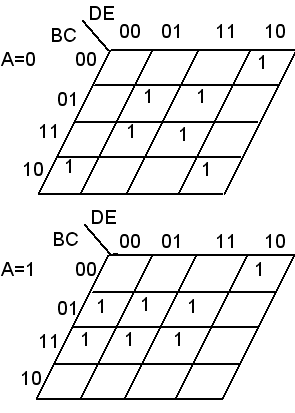 DE
BC 00 01 11 10
A=0 00 1
01 1 1
11 1 1
10 1 1
DE
BC 00 01 11 10
A=1 00 1
01 1 1 1
11 1 1 1
10